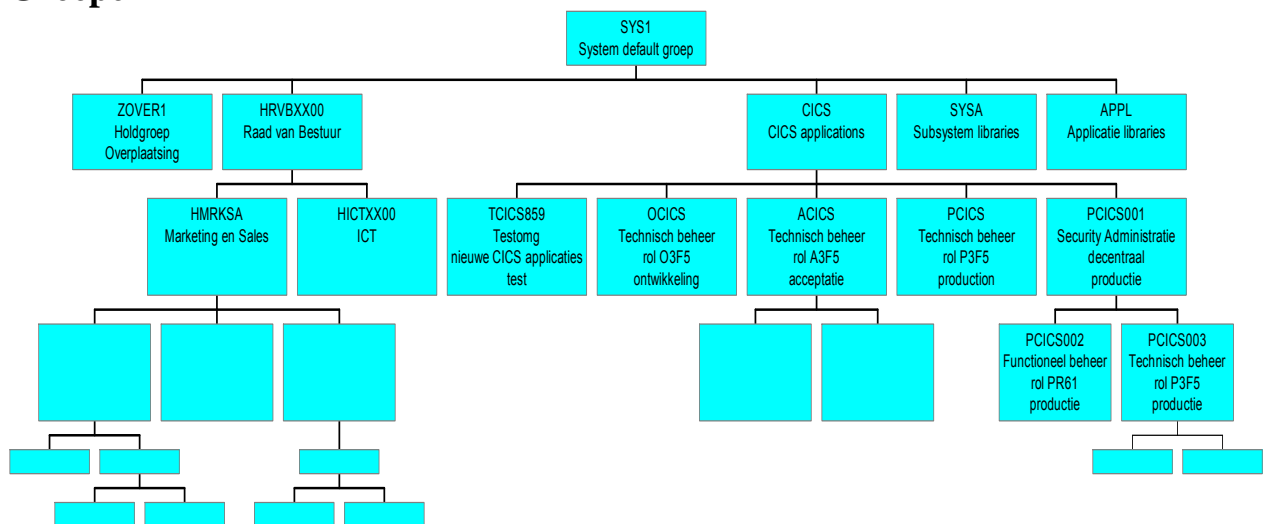 SYS1
System default groep
ZOVER1
Holdgroep
Overplaatsing
HRVBXX00
Raad van Bestuur
CICS
CICS applications
SYSA
Subsystem libraries
APPL
Applicatie libraries
HMRKSA
Marketing en Sales
HICTXX00
ICT
TCICS859
Testomg
nieuwe CICS applicaties
test
OCICS
Technisch beheer
rol O3F5
ontwikkeling
ACICS
Technisch beheer
rol A3F5
acceptatie
PCICS
Technisch beheer
rol P3F5
production
PCICS001
Security Administratie
decentraal
productie
PCICS002
Functioneel beheer
rol PR61
productie
PCICS003
Technisch beheer
rol P3F5
productie